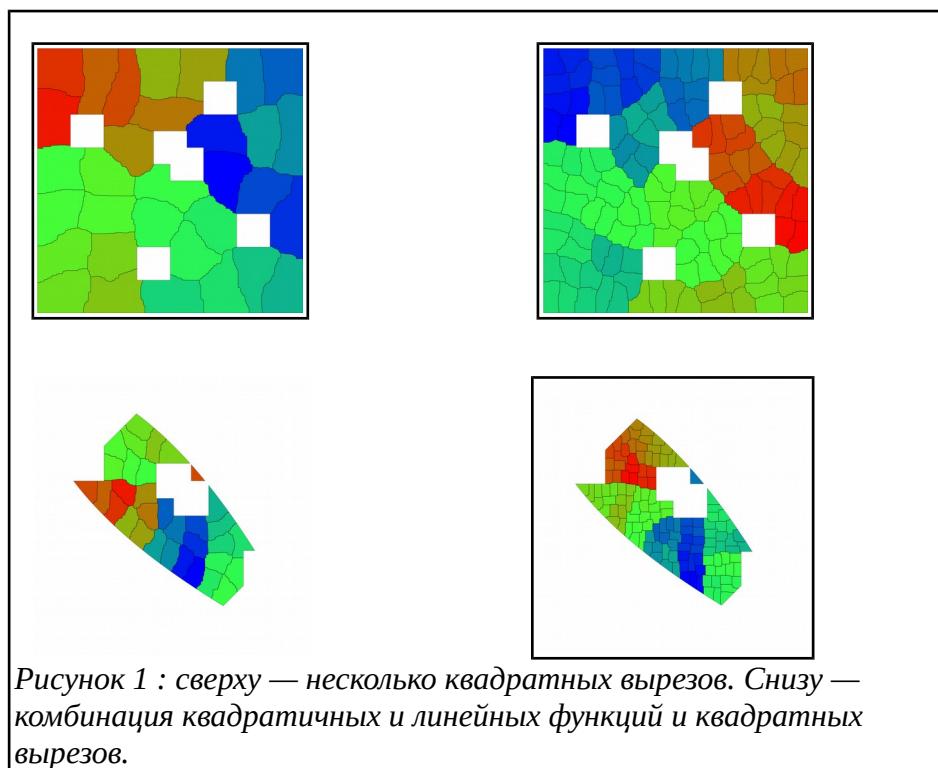 Рисунок 1 : сверху — несколько квадратных вырезов. Снизу —
комбинация квадратичных и линейных функций и квадратных
вырезов.